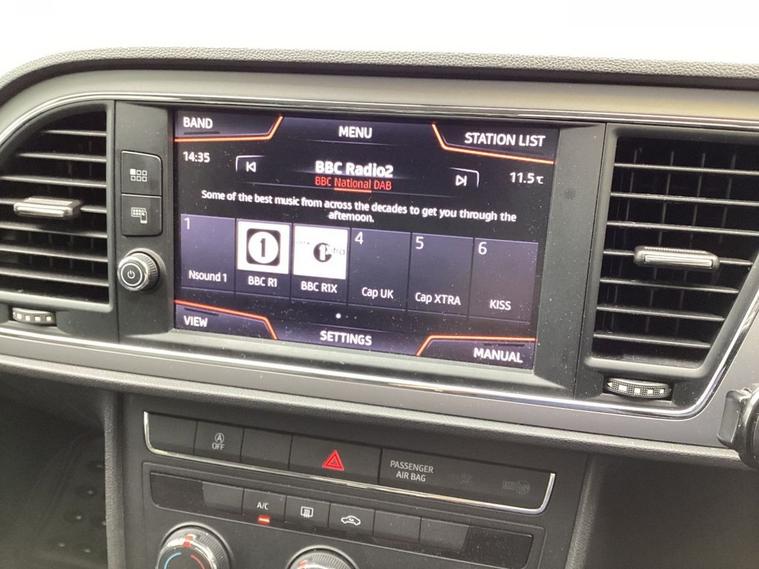 BAND
MENU
STATION LIST
14:35
BBC Radio2
11.5°C
BBC National DAB
Some of the best music from across the decades to get you through the
afternoon.
1
4
5
6
1
1xtra
Nsound 1
BBC R1
BBC R1X
Cap UK
Cap XTRA
KISS
VIEW
SETTINGS
MANUAL
A
OFF
PASSENGER
AIR BAG
A/C